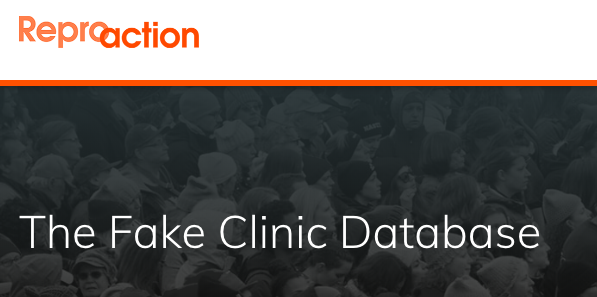 Reproaction
The Fake Clinic Database